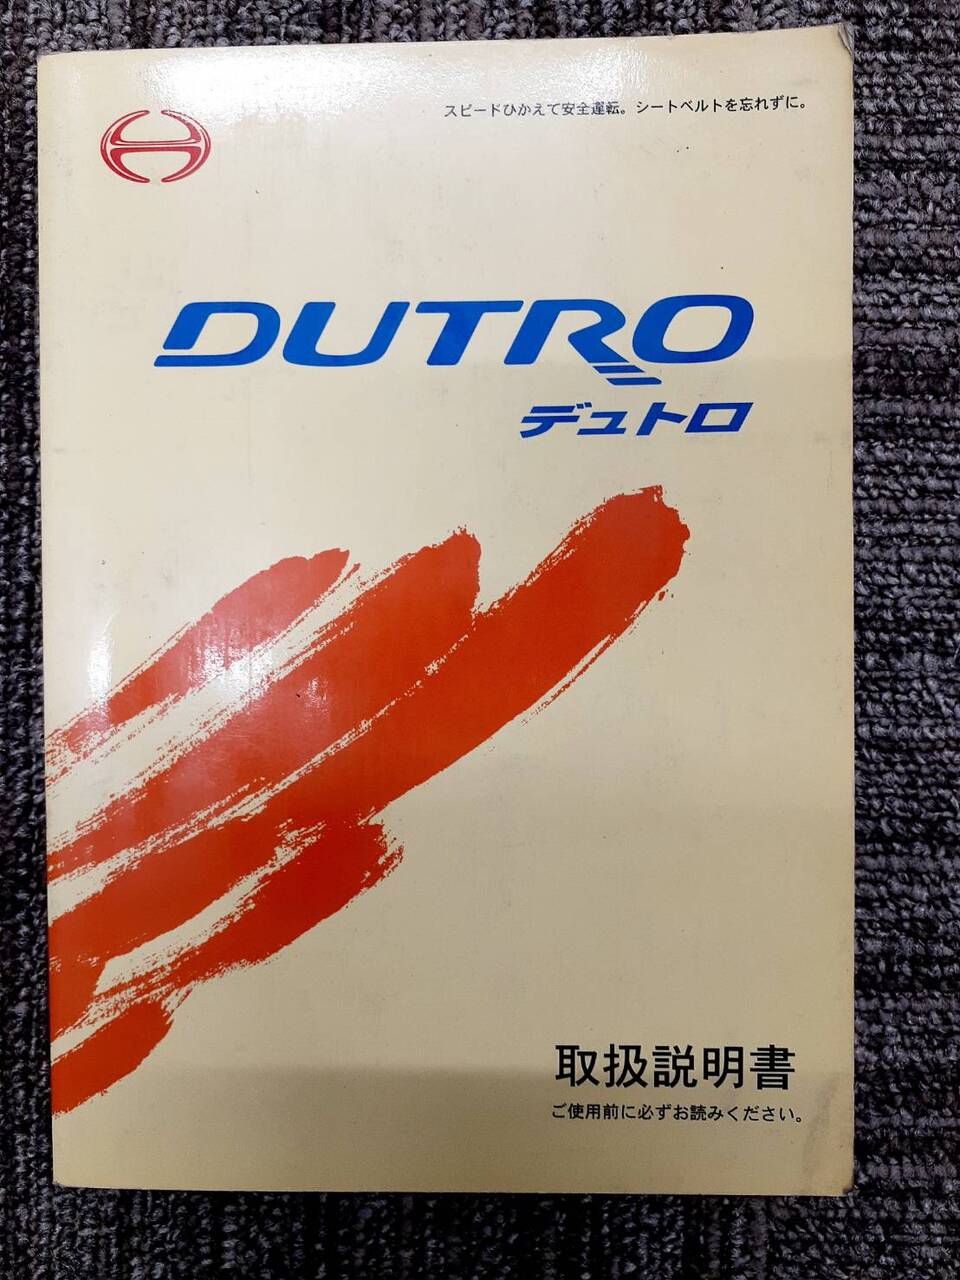 スピードひかえて安全運転。シートベルトを忘れずに。
DUTRO
デュトロ
取扱説明書
ご使用前に必ずお読みください。